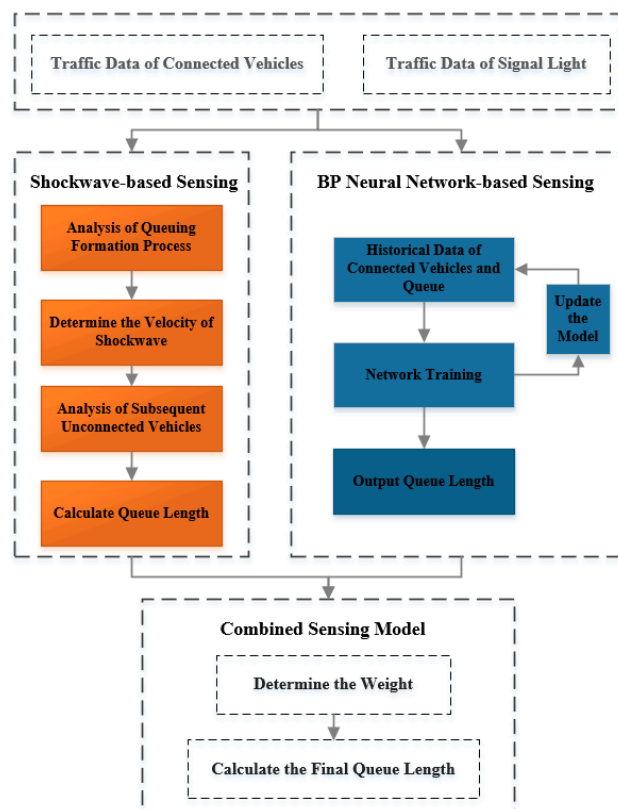 Traffic Data of Connected Vehicles
Traffic Data of Signal Light
Shockwave-based Sensing
Analysis of Queuing
Formation Process
Determine the Velocity of
Shockwave
Analysis of Subsequent
Unconnected Vehicles
Calculate Queue Length
BP Neural Network-based Sensing
Historical Data of
Connected Vehicles and
Queue
Update
the
Model
Network Training
Output Queue Length
Combined Sensing Model
Determine the Weight
Calculate the Final Queue Length